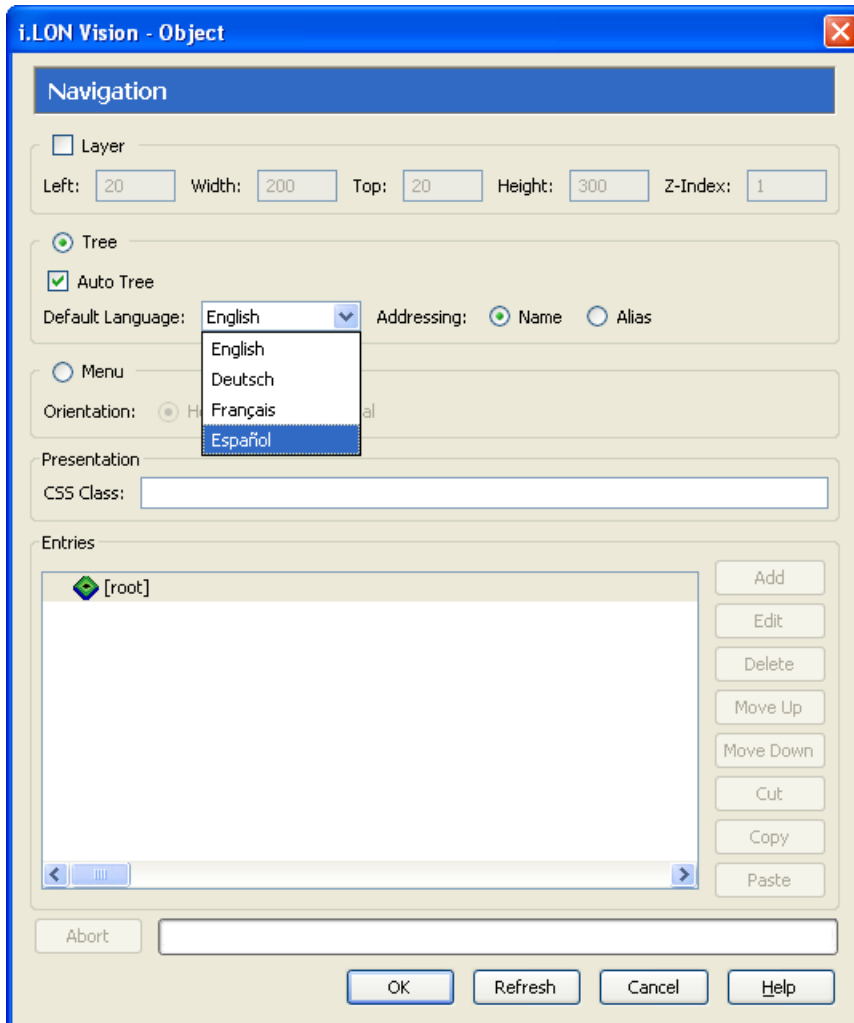 i.LON Vision - Object
Navigation
Layer
Left: 20 Width: 200 Top: 20 Height: 300 Z-Index: 1
Tree
Auto Tree
Default Language: English Addressing: Name Alias
English
Deutsch
Français
Español
Menu
Orientation:
Presentation
CSS Class:
Entries
[root]
Add
Edit
Delete
Move Up
Move Down
Cut
Copy
Paste
Abort
OK Refresh Cancel Help